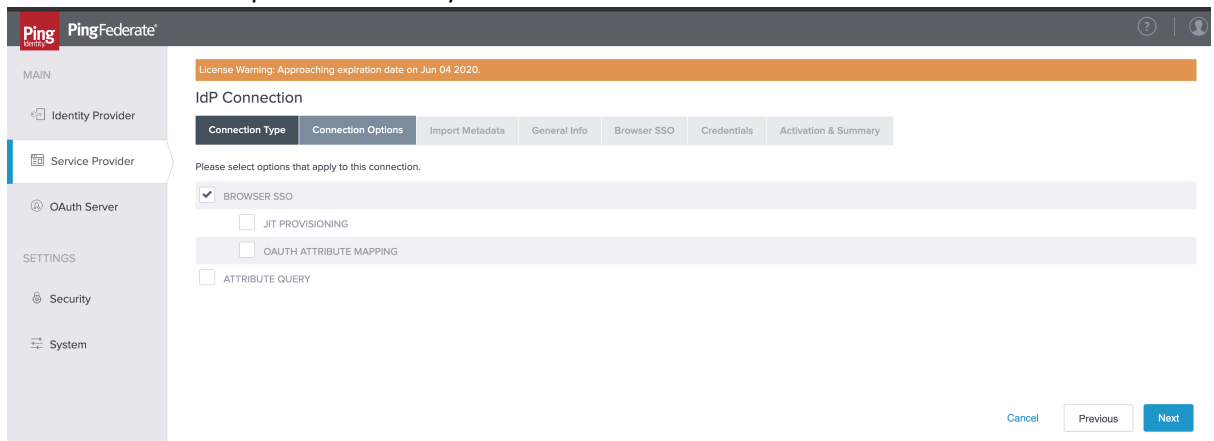 Ping
Identity.
PingFederate®
?
MAIN
Identity Provider
Service Provider
OAuth Server
SETTINGS
Security
System
License Warning: Approaching expiration date on Jun 04 2020.
IdP Connection
Connection Type Connection Options Import Metadata General Info Browser SSO Credentials Activation & Summary
Please select options that apply to this connection.
BROWSER SSO
JIT PROVISIONING
OAUTH ATTRIBUTE MAPPING
ATTRIBUTE QUERY
Cancel Previous Next